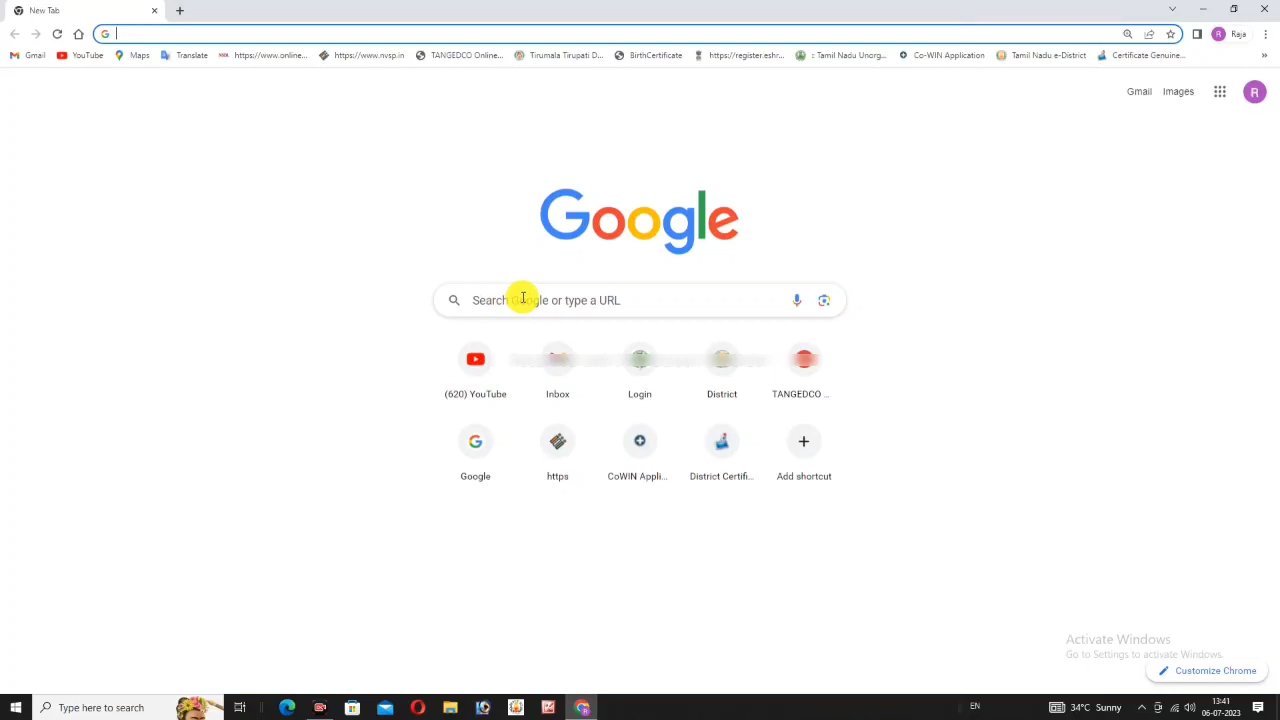 New Tab
Gmail YouTube Maps Translate https://www.online... https://www.nvsp.in TANGEDCO Online... Tirumala Tirupati D... BirthCertificate https://register.eshr... : Tamil Nadu Unorg... Co-WIN Application Tamil Nadu e-District Certificate Genuine... »
R Raja
Gmail Images R
Google
Search Google or type a URL
(620) YouTube Inbox Login District TANGEDCO ...
Google https CoWIN Appli... District Certifi... Add shortcut
Activate Windows
Go to Settings to activate Windows.
Customize Chrome
Type here to search EN 34°C Sunny 13:41
06-07-2023